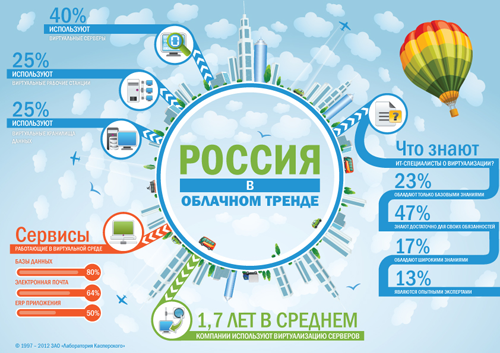 40%
ИСПОЛЬЗУЮТ
ВИРТУАЛЬНЫЕ СЕРВЕРЫ
25%
ИСПОЛЬЗУЮТ
ВИРТУАЛЬНЫЕ РАБОЧИЕ СТАНЦИИ
25%
ИСПОЛЬЗУЮТ
ВИРТУАЛЬНЫЕ
ДАННЫХ
РОССИЯ
В
ОБЛАЧНОМ ТРЕНДЕ
Что знают
ИТ-СПЕЦИАЛИСТЫ О ВИРТУАЛИЗАЦИИ?
23%
ОБЛАДАЮТ ТОЛЬКО БАЗОВЫМИ ЗНАНИЯМИ
47%
ЗНАЮТ ДОСТАТОЧНО ДЛЯ СВОИХ ОБЯЗАННОСТЕЙ
17%
ОБЛАДАЮТ ШИРОКИМИ ЗНАНИЯМИ
13%
ЯВЛЯЮТСЯ ОПЫТНЫМИ ЭКСПЕРТАМИ
Сервисы
РАБОТАЮЩИЕ В ВИРТУАЛЬНОЙ СРЕДЕ
БАЗЫ ДАННЫХ
80%
ЭЛЕКТРОННАЯ ПОЧТА
64%
ERP ПРИЛОЖЕНИЯ
50%
1,7 ЛЕТ В СРЕДНЕМ
КОМПАНИИ ИСПОЛЬЗУЮТ ВИРТУАЛИЗАЦИЮ СЕРВЕРОВ
© 1997 – 2012 ЗАО «Лаборатория Касперского»